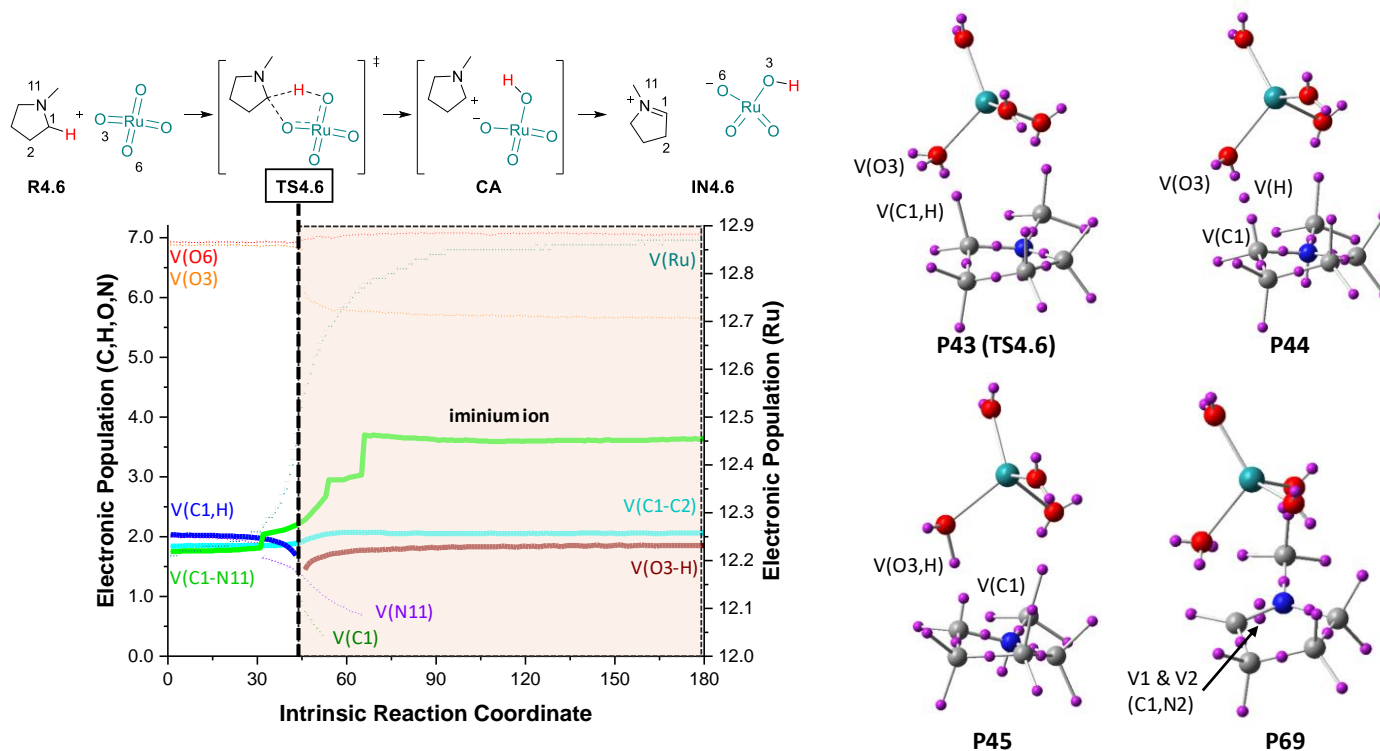 N
11
1
2
H
R4.6
+
O
4
O
Ru
O
3
O
6
N
H
O
O
Ru
O
O
‡
TS4.6
N
+
H
O
−
O
Ru
O
O
CA
11
N
+
1
2
IN4.6
6
−
O
3
O
H
Ru
O
O
Electronic Population (C,H,O,N)
7.0
6.0
5.0
4.0
3.0
2.0
1.0
0.0
V(O6)
V(O3)
V(C1,H)
V(C1-N11)
V(Ru)
iminium ion
V(C1-C2)
V(O3-H)
V(N11)
V(C1)
12.9
12.8
12.7
12.6
12.5
12.4
12.3
12.2
12.1
12.0
Electronic Population (Ru)
0
30
60
90
120
150
180
Intrinsic Reaction Coordinate
V(O3)
V(C1,H)
P43 (TS4.6)
V(O3)
V(H)
V(C1)
P44
V(O3,H)
V(C1)
P45
V1 & V2
(C1,N2)
P69